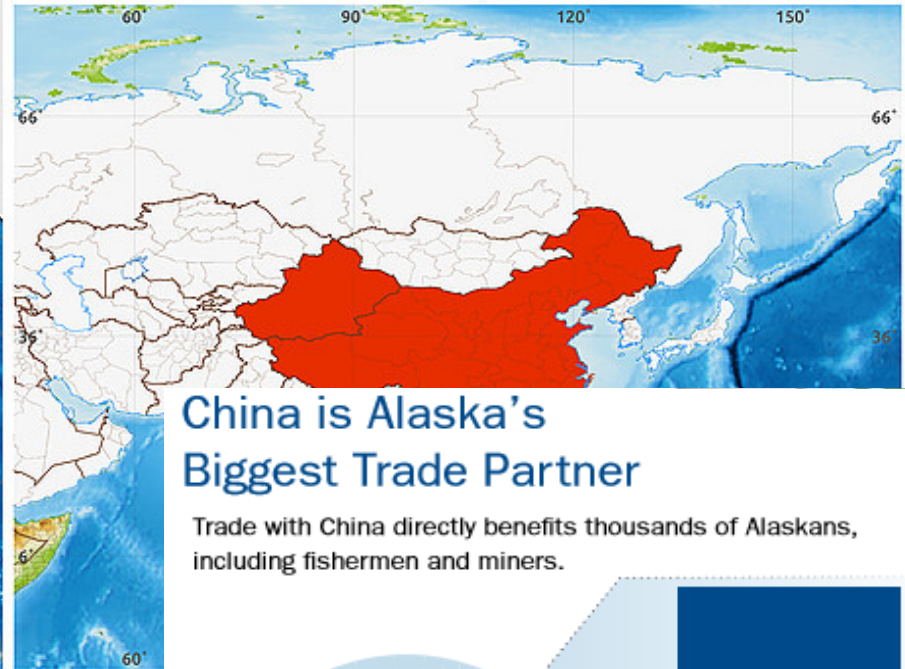 60°
90°
120°
150°
66°
66°
36°
36°
China is Alaska's
Biggest Trade Partner
Trade with China directly benefits thousands of Alaskans,
including fishermen and miners.
6°
60°